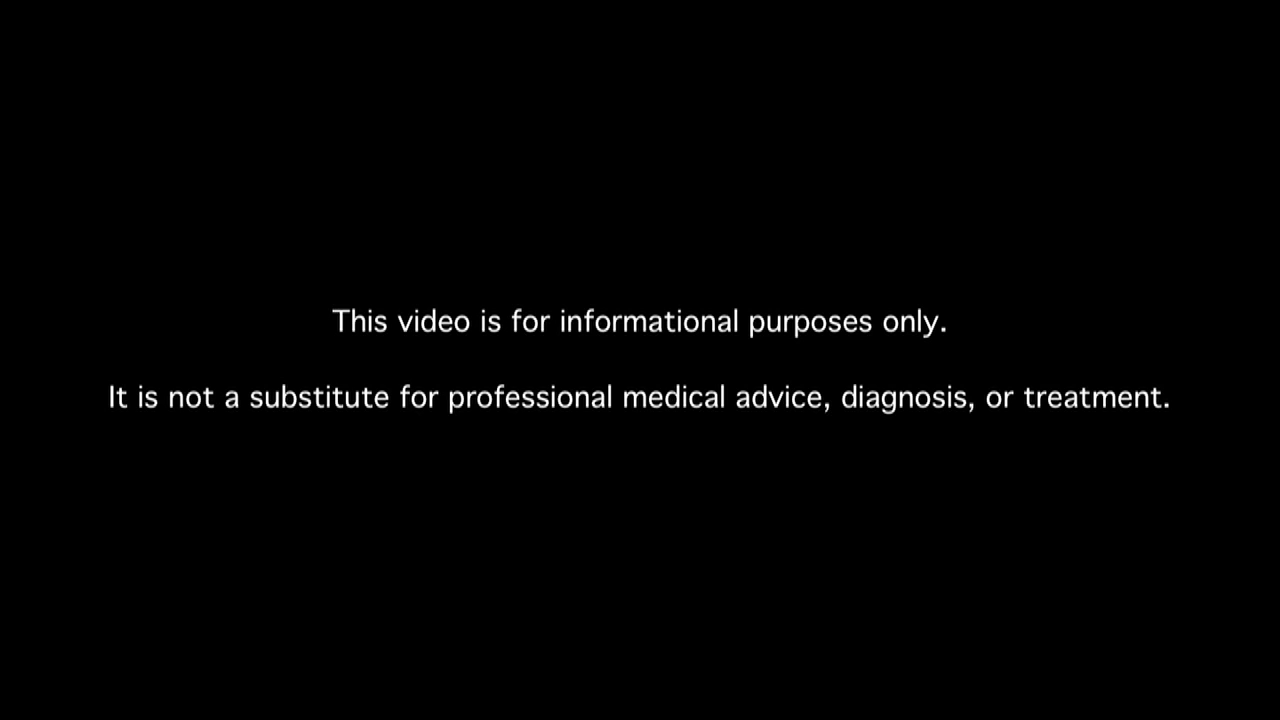 This video is for informational purposes only.
It is not a substitute for professional medical advice, diagnosis, or treatment.